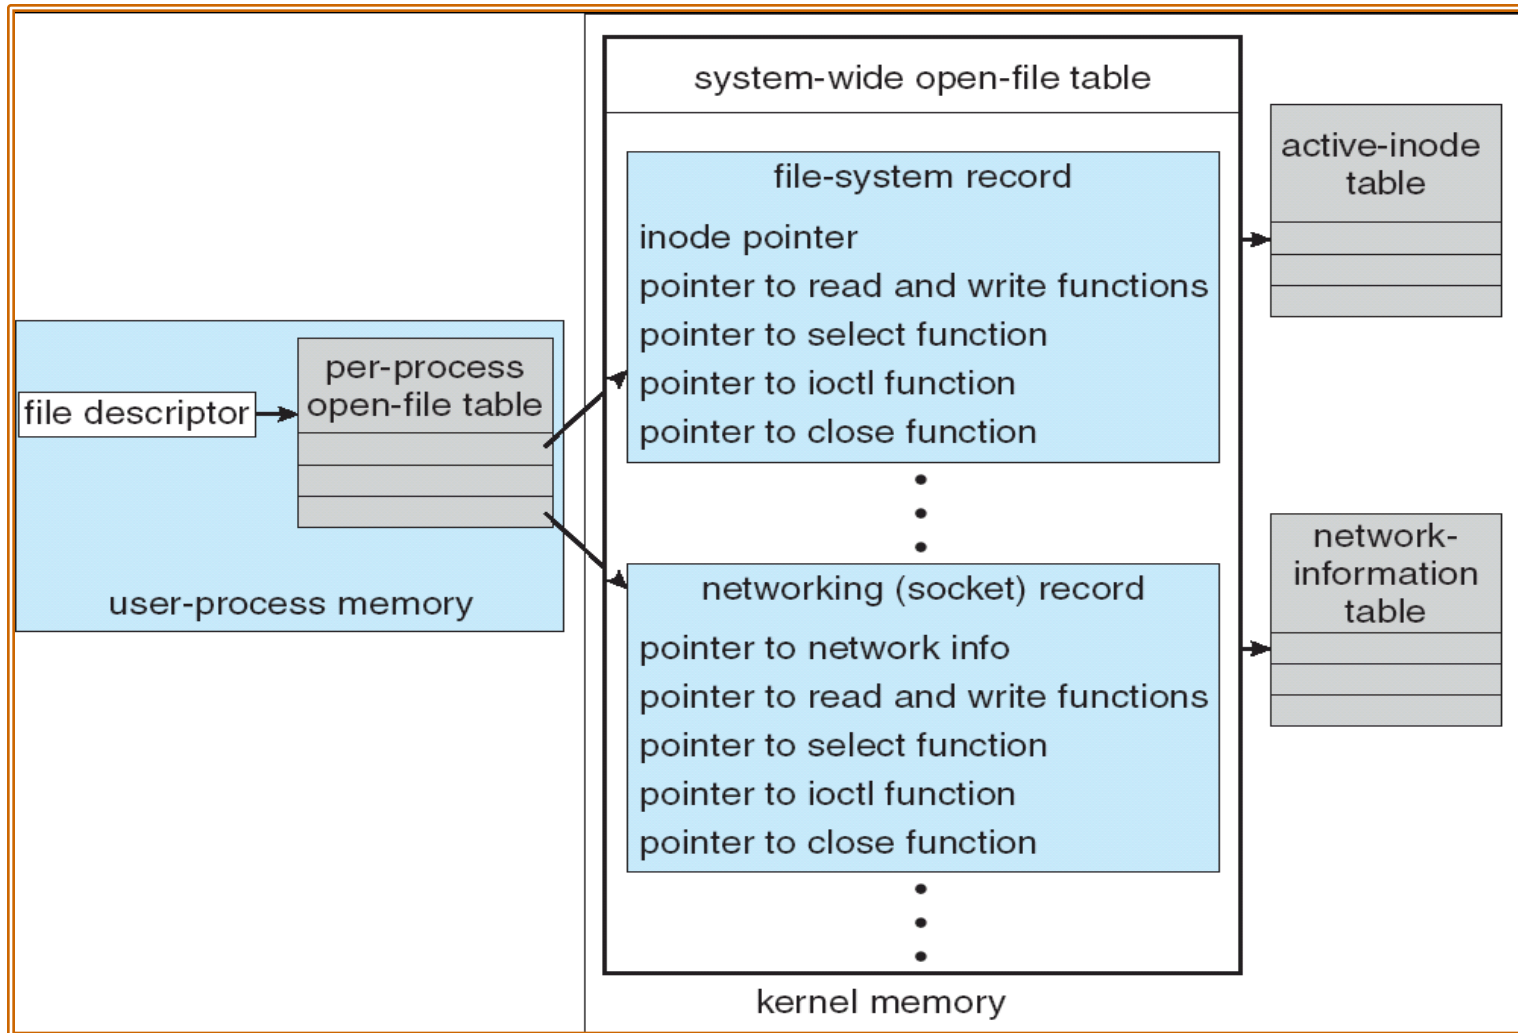 system-wide open-file table
file-system record
inode pointer
pointer to read and write functions
pointer to select function
pointer to ioctl function
pointer to close function
active-inode
table
file descriptor
per-process
open-file table
user-process memory
networking (socket) record
pointer to network info
pointer to read and write functions
pointer to select function
pointer to ioctl function
pointer to close function
network-
information
table
kernel memory